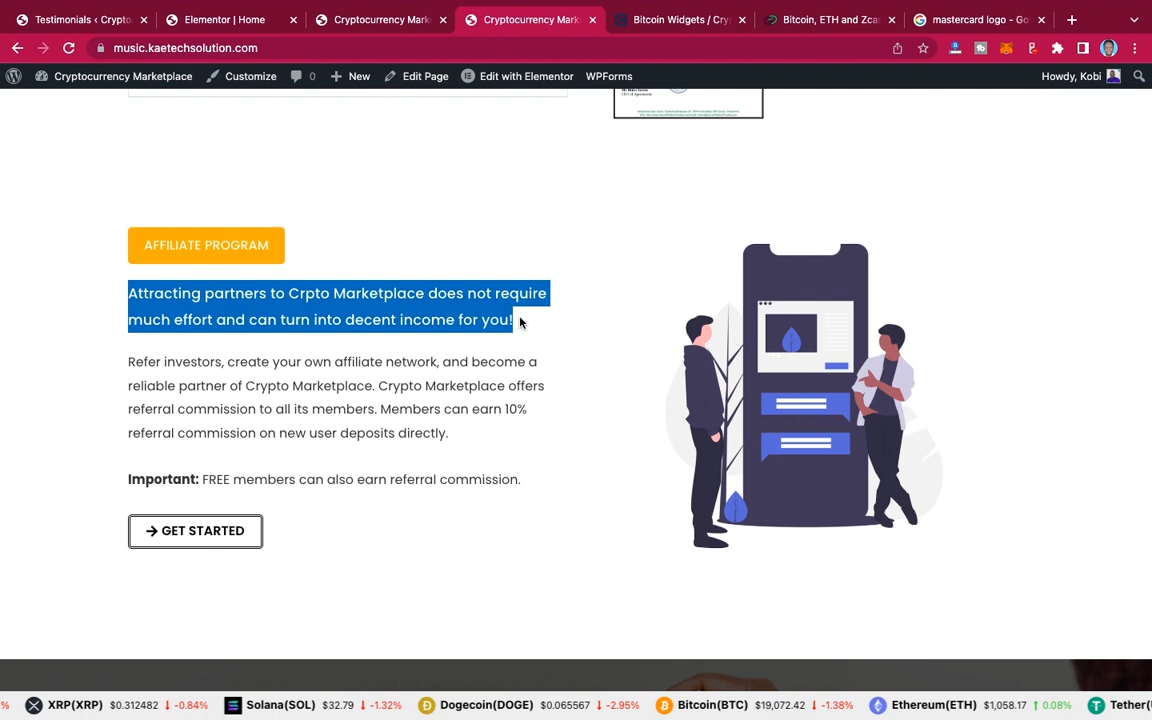 Testimonials ‹ Crypto
Elementor | Home
Cryptocurrency Mark
Cryptocurrency Mark
Bitcoin Widgets / Cry
Bitcoin, ETH and Zca
mastercard logo - Go
music.kaetechsolution.com
Cryptocurrency Marketplace
Customize
0
New
Edit Page
Edit with Elementor
WPForms
Howdy, Kobi
AFFILIATE PROGRAM
Attracting partners to Crpto Marketplace does not require
much effort and can turn into decent income for you!
Refer investors, create your own affiliate network, and become a
reliable partner of Crypto Marketplace. Crypto Marketplace offers
referral commission to all its members. Members can earn 10%
referral commission on new user deposits directly.
Important: FREE members can also earn referral commission.
→ GET STARTED
% XRP(XRP) $0.312482 ↓ -0.84% Solana(SOL) $32.79 ↓ -1.32% Dogecoin(DOGE) $0.065567 ↓ -2.95% Bitcoin(BTC) $19,072.42 ↓ -1.38% Ethereum(ETH) $1,058.17 ↑ 0.08% Tether(